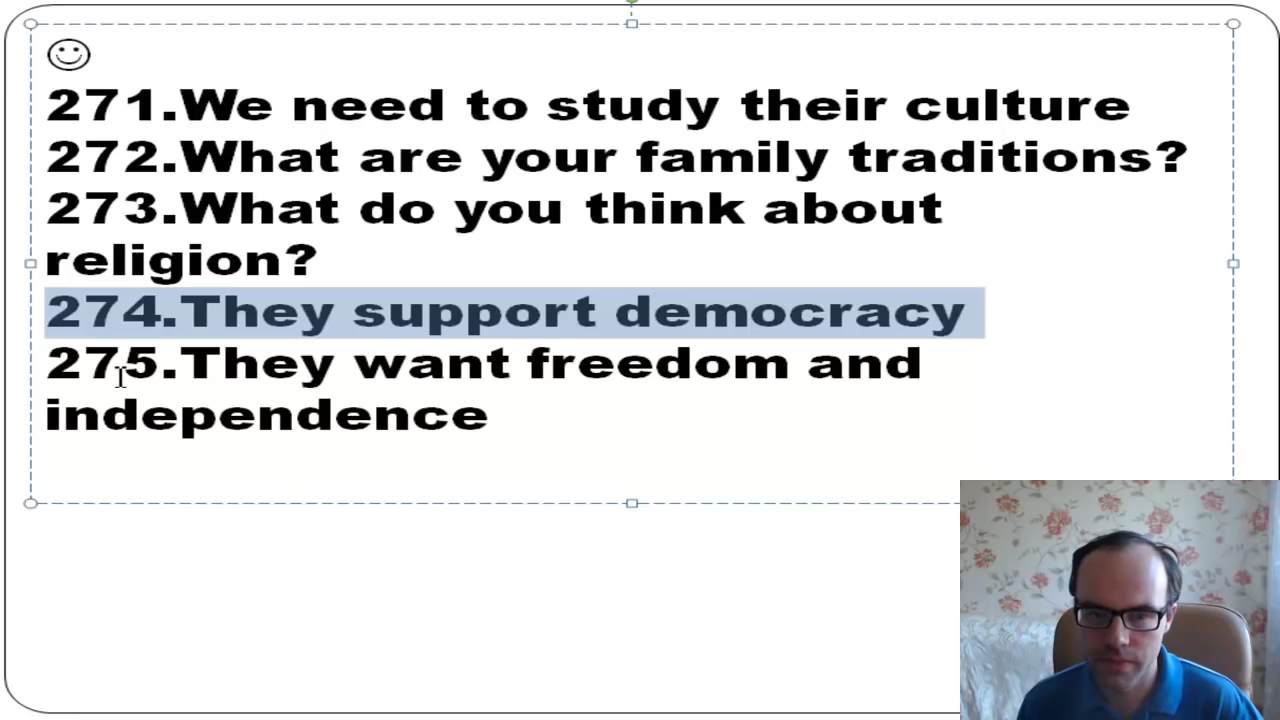 271.We need to study their culture
272.What are your family traditions?
273.What do you think about
religion?
274.They support democracy
275.They want freedom and
independence